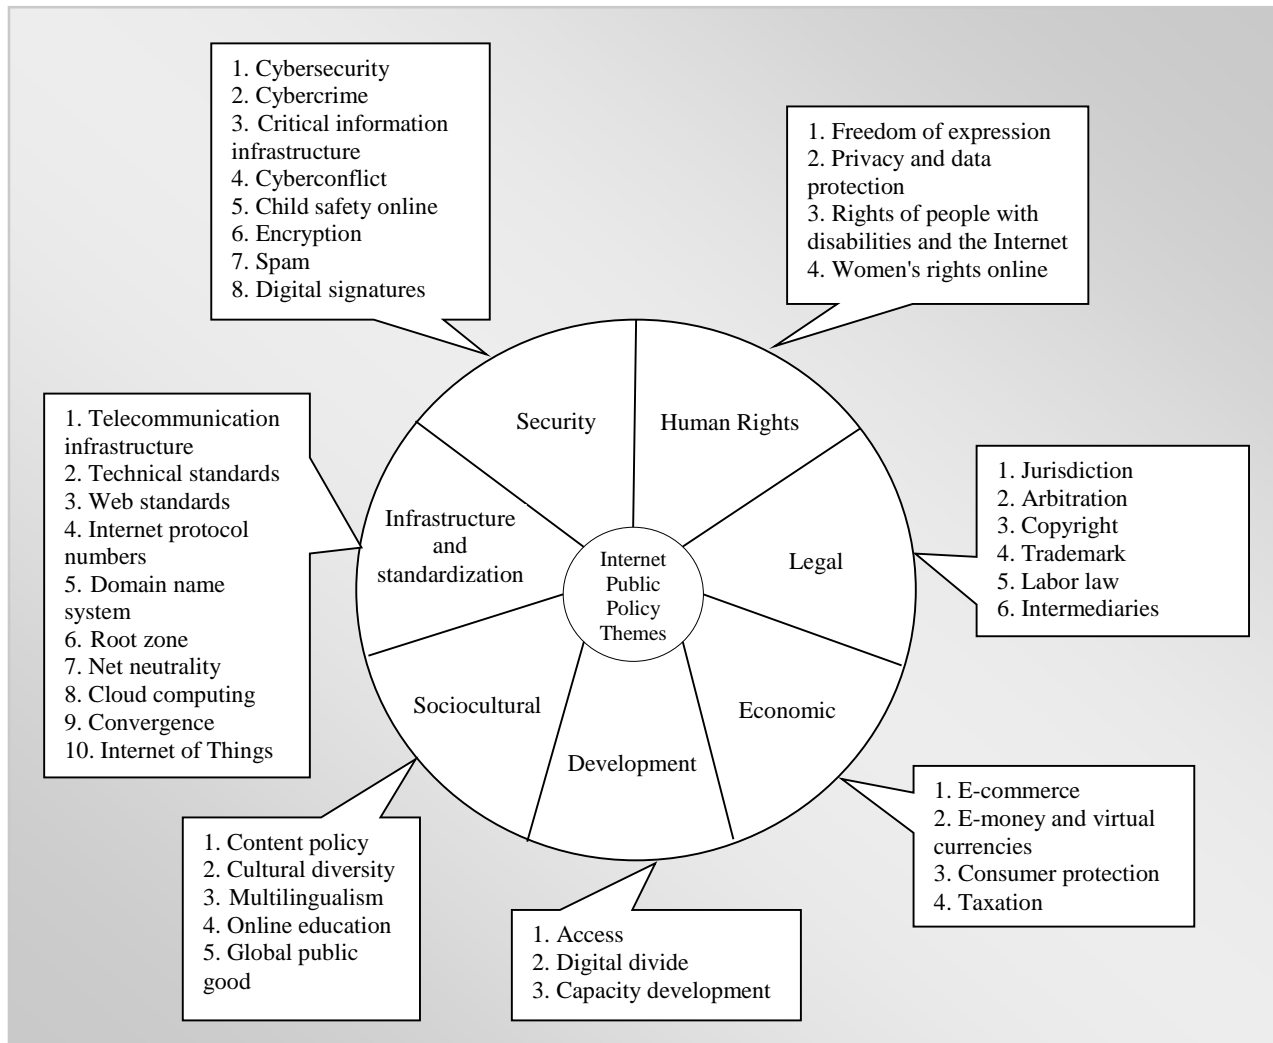 1. Cybersecurity
2. Cybercrime
3. Critical information
infrastructure
4. Cyberconflict
5. Child safety online
6. Encryption
7. Spam
8. Digital signatures
1. Freedom of expression
2. Privacy and data
protection
3. Rights of people with
disabilities and the Internet
4. Women's rights online
1. Telecommunication
infrastructure
2. Technical standards
3. Web standards
4. Internet protocol
numbers
5. Domain name
system
6. Root zone
7. Net neutrality
8. Cloud computing
9. Convergence
10. Internet of Things
Security
Human Rights
Infrastructure
and
standardization
Internet
Public
Policy
Themes
Legal
Sociocultural
Economic
Development
1. Jurisdiction
2. Arbitration
3. Copyright
4. Trademark
5. Labor law
6. Intermediaries
1. E-commerce
2. E-money and virtual
currencies
3. Consumer protection
4. Taxation
1. Content policy
2. Cultural diversity
3. Multilingualism
4. Online education
5. Global public
good
1. Access
2. Digital divide
3. Capacity development